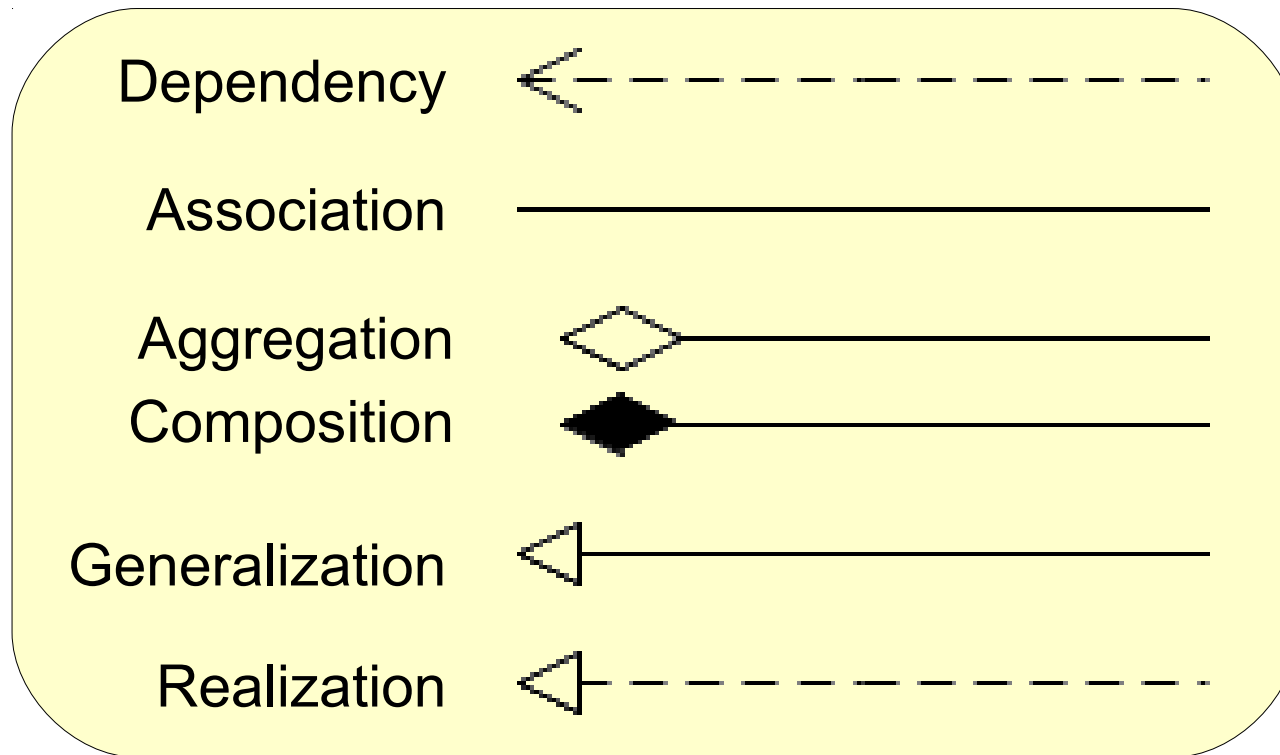 Dependency
Association
Aggregation
Composition
Generalization
Realization